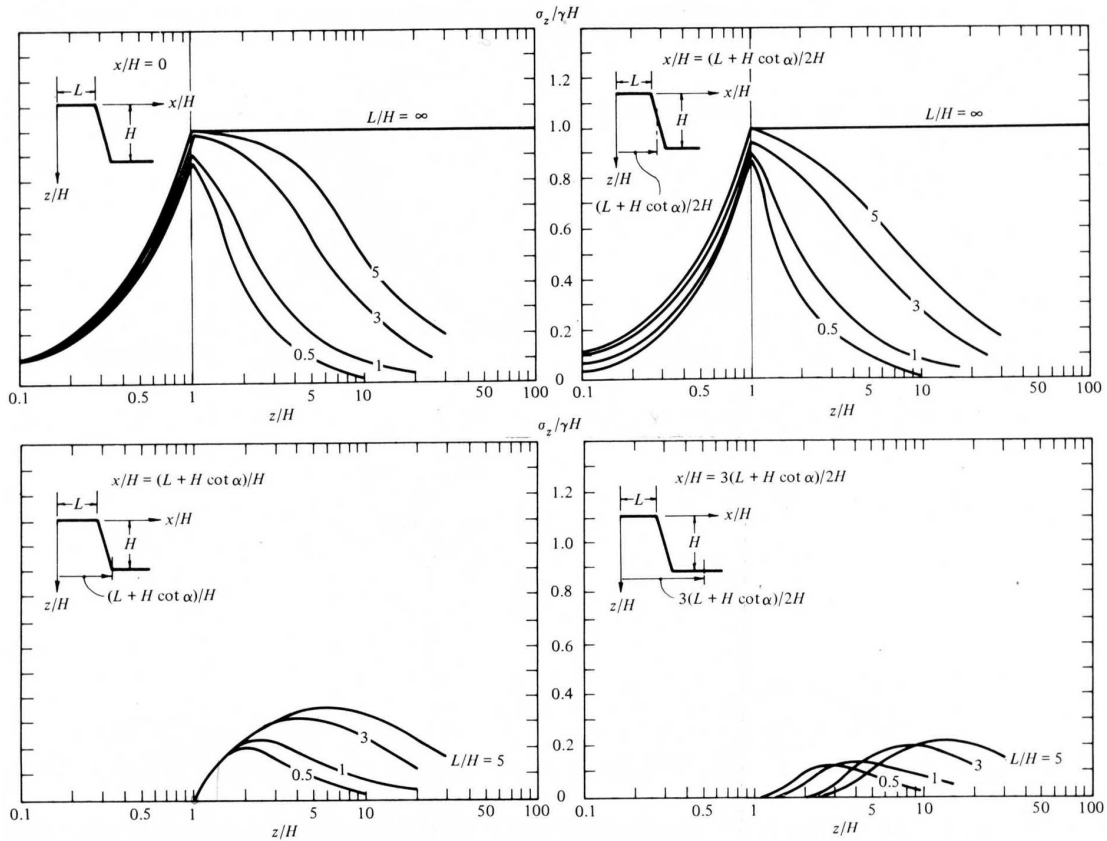 σz/γH
x/H = 0
L
x/H
H
z/H
L/H = ∞
5
3
1
0.5
0.1 0.5 1 5 10 50 100
z/H
x/H = (L + H cot α)/2H
L
x/H
H
z/H
(L + H cot α)/2H
L/H = ∞
1.2
1.0
0.8
0.6
0.4
0.2
0
5
3
1
0.5
0.1 0.5 1 5 10 50 100
z/H
σz/γH
x/H = (L + H cot α)/H
L
x/H
H
z/H
(L + H cot α)/H
3
1
0.5
L/H = 5
0.1 0.5 1 5 10 50 100
z/H
x/H = 3(L + H cot α)/2H
L
x/H
H
z/H
3(L + H cot α)/2H
1.2
1.0
0.8
0.6
0.4
0.2
0
L/H = 5
3
1
0.5
0.1 0.5 1 5 10 50 100
z/H